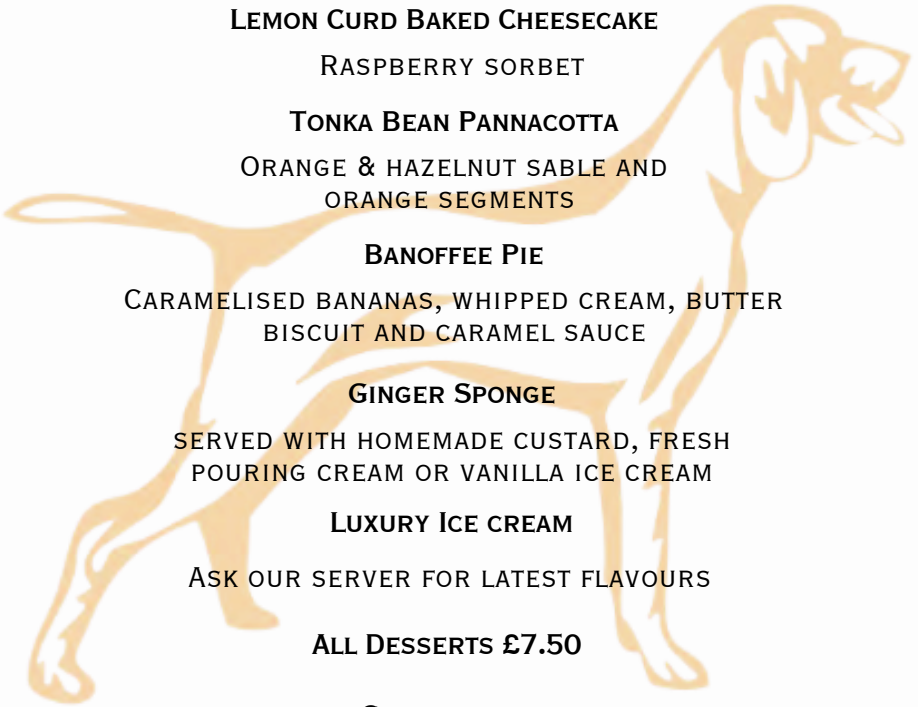 Lemon Curd Baked Cheesecake
Raspberry sorbet
Tonka Bean Pannacotta
Orange & hazelnut sable and
orange segments
Banoffee Pie
Caramelised bananas, whipped cream, butter
biscuit and caramel sauce
Ginger Sponge
served with homemade custard, fresh
pouring cream or vanilla ice cream
Luxury Ice cream
Ask our server for latest flavours
All Desserts £7.50